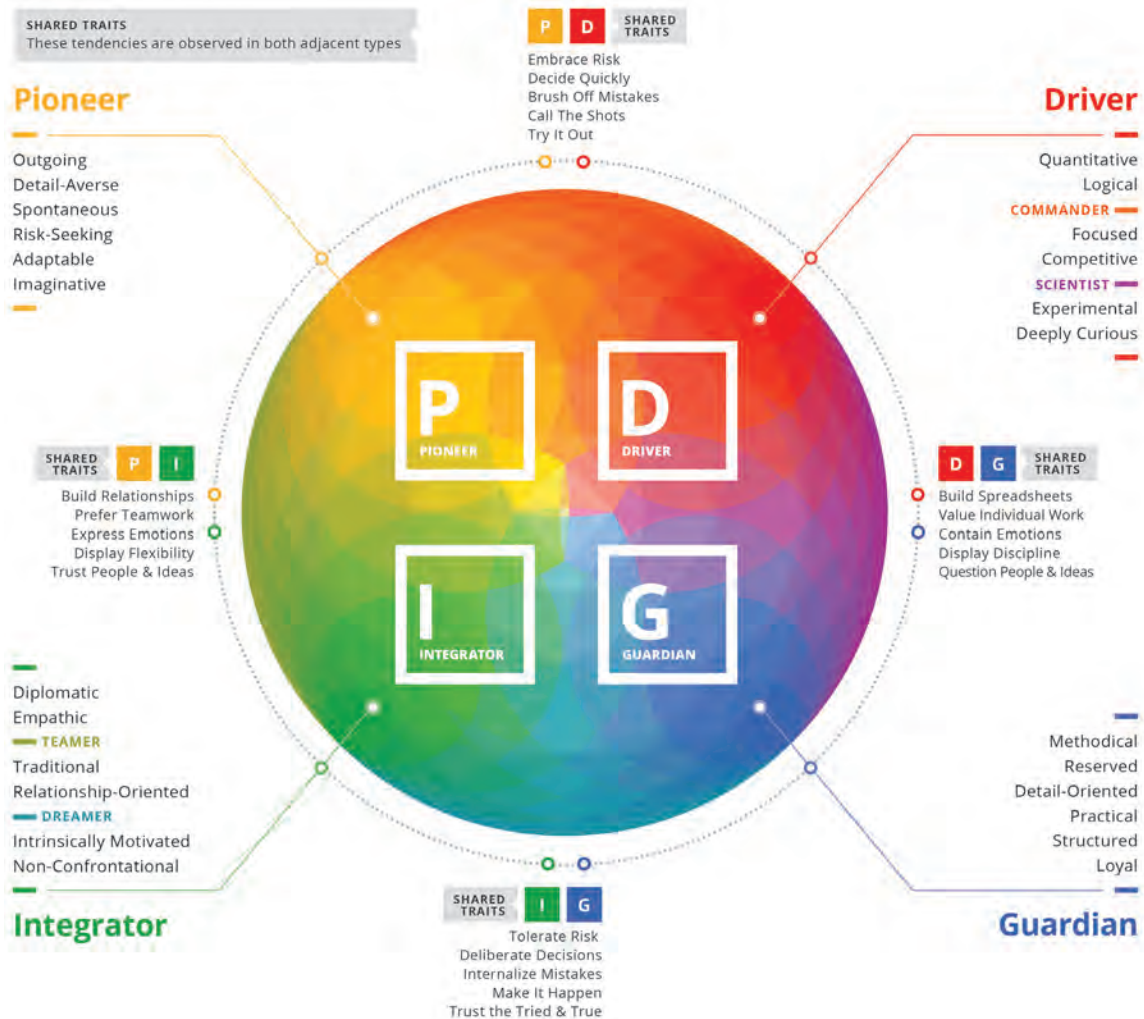 SHARED TRAITS
These tendencies are observed in both adjacent types
P D SHARED
TRAITS
Embrace Risk
Decide Quickly
Brush Off Mistakes
Call The Shots
Try It Out
Pioneer
Outgoing
Detail-Averse
Spontaneous
Risk-Seeking
Adaptable
Imaginative
Driver
Quantitative
Logical
COMMANDER
Focused
Competitive
SCIENTIST
Experimental
Deeply Curious
P
PIONEER
D
DRIVER
SHARED
TRAITS P I
Build Relationships
Prefer Teamwork
Express Emotions
Display Flexibility
Trust People & Ideas
D G SHARED
TRAITS
Build Spreadsheets
Value Individual Work
Contain Emotions
Display Discipline
Question People & Ideas
I
INTEGRATOR
G
GUARDIAN
Diplomatic
Empathic
TEAMER
Traditional
Relationship-Oriented
DREAMER
Intrinsically Motivated
Non-Confrontational
Integrator
Methodical
Reserved
Detail-Oriented
Practical
Structured
Loyal
Guardian
SHARED
TRAITS I G
Tolerate Risk
Deliberate Decisions
Internalize Mistakes
Make It Happen
Trust the Tried & True